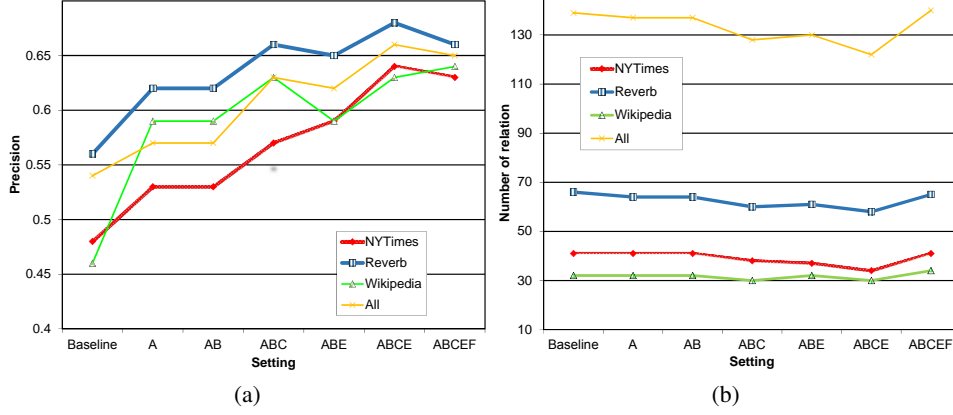 0.65
0.6
0.55
0.5
0.45
0.4
Precision
NYTimes
Reverb
Wikipedia
All
Baseline A AB ABC ABE ABCE ABCEF
Setting
(a)
130
110
90
70
50
30
10
Number of relation
NYTimes
Reverb
Wikipedia
All
Baseline A AB ABC ABE ABCE ABCEF
Setting
(b)